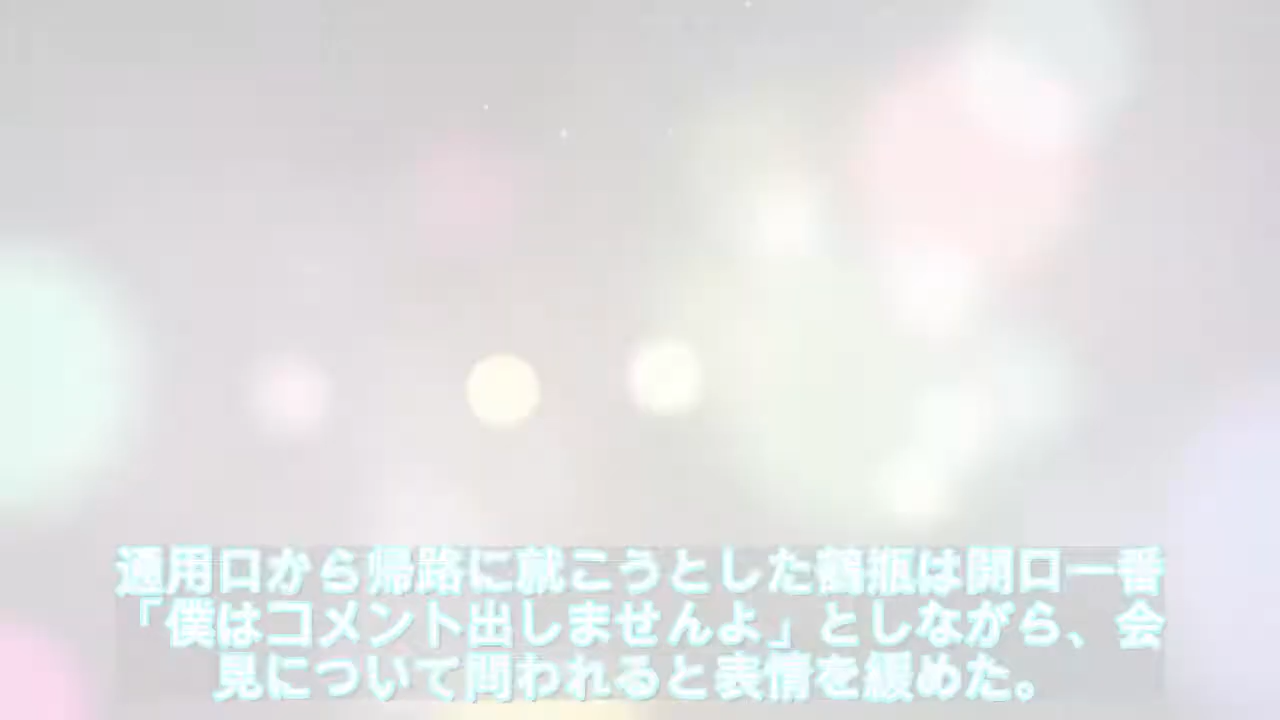 通用口から帰路に就こうとした鶴瓶は開口一番
「僕はコメント出しませんよ」としながら、会
見について問われると表情を緩めた。